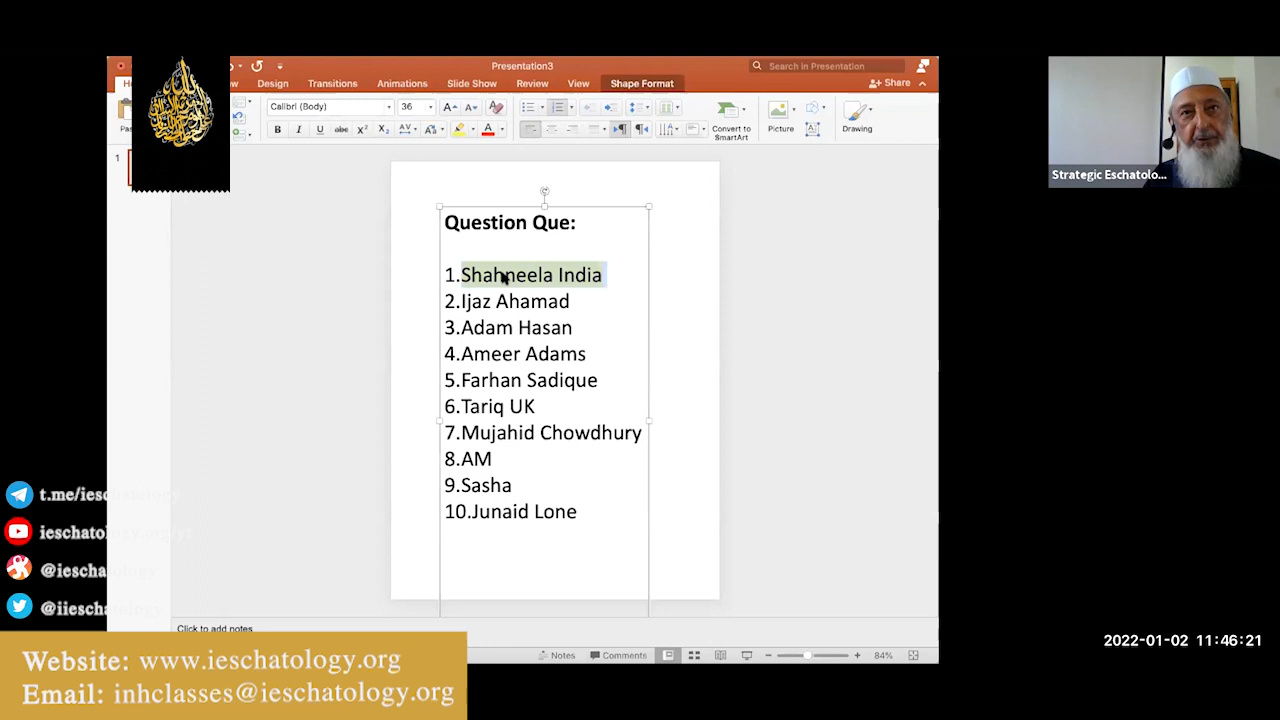 Presentation3
Search in Presentation
Design
Transitions
Animations
Slide Show
Review
View
Shape Format
Share
Calibri (Body)
36
Convert to
SmartArt
Picture
Drawing
1
Question Que:
1.Shahneela India
2.Ijaz Ahamad
3.Adam Hasan
4.Ameer Adams
5.Farhan Sadique
6.Tariq UK
7.Mujahid Chowdhury
8.AM
9.Sasha
10.Junaid Lone
Strategic Eschatolo...
t.me/ieschatology
ieschatology.org/yt
@ieschatology
@iieschatology
Click to add notes
Notes
Comments
84%
2022-01-02 11:46:21
Website: www.ieschatology.org
Email: inhclasses@ieschatology.org